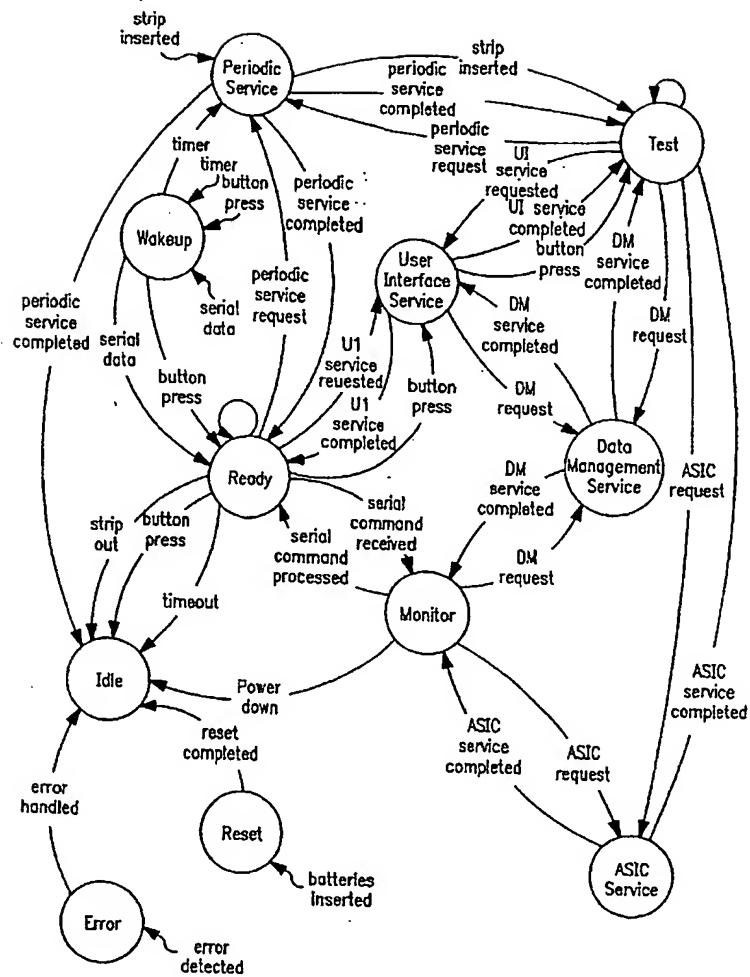 strip
inserted
Periodic
Service
strip
inserted
periodic
service
completed
periodic
service
request
Test
timer
timer
button
press
periodic
service
completed
UI
service
requested
UI service
completed
button
press
Wakeup
User
Interface
Service
DM
service
completed
periodic
service
completed
serial
data
serial
data
periodic
service
request
DM
service
completed
DM
request
button
press
U1
service
reuested
U1
service
completed
button
press
DM
request
Ready
Data
Management
Service
ASIC
request
strip
out
button
press
serial
command
processed
serial
command
received
DM
service
completed
DM
request
timeout
Monitor
Idle
Power
down
ASIC
service
completed
reset
completed
ASIC
service
completed
ASIC
request
error
handled
Reset
batteries
inserted
ASIC
Service
Error
error
detected